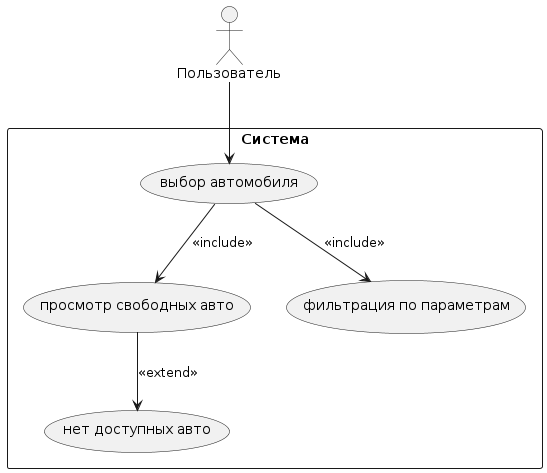 Пользователь
Система
выбор автомобиля
«include»
«include»
просмотр свободных авто
фильтрация по параметрам
«extend»
нет доступных авто